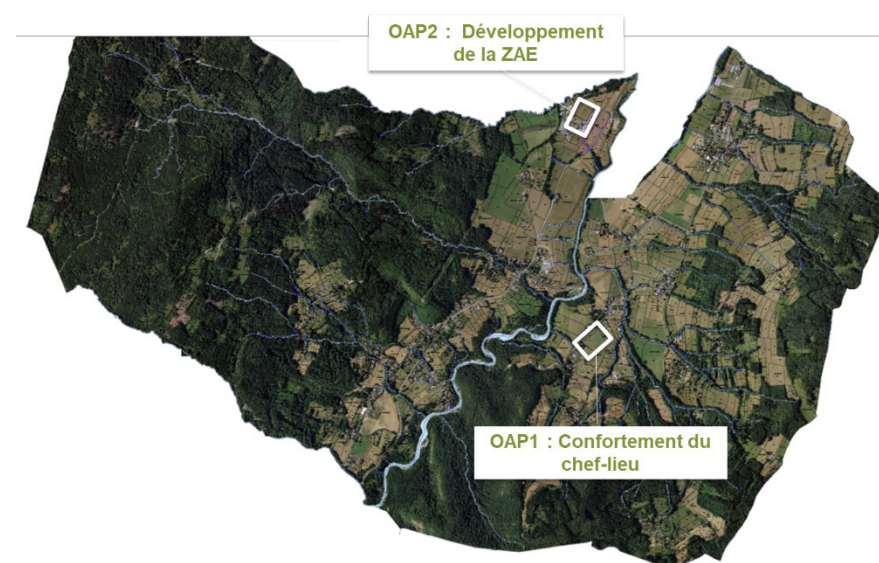 OAP2 : Développement
de la ZAE
OAP1 : Confortement du
chef-lieu